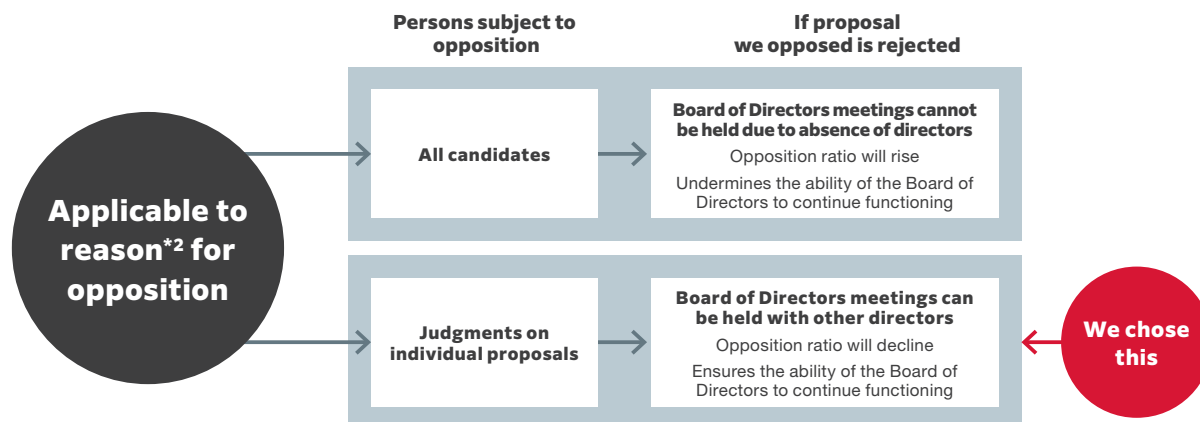 Persons subject to
opposition
If proposal
we opposed is rejected
Applicable to
reason*2 for
opposition
All candidates
Board of Directors meetings cannot
be held due to absence of directors
Opposition ratio will rise
Undermines the ability of the Board of
Directors to continue functioning
Judgments on
individual proposals
Board of Directors meetings can
be held with other directors
Opposition ratio will decline
Ensures the ability of the Board of
Directors to continue functioning
We chose
this